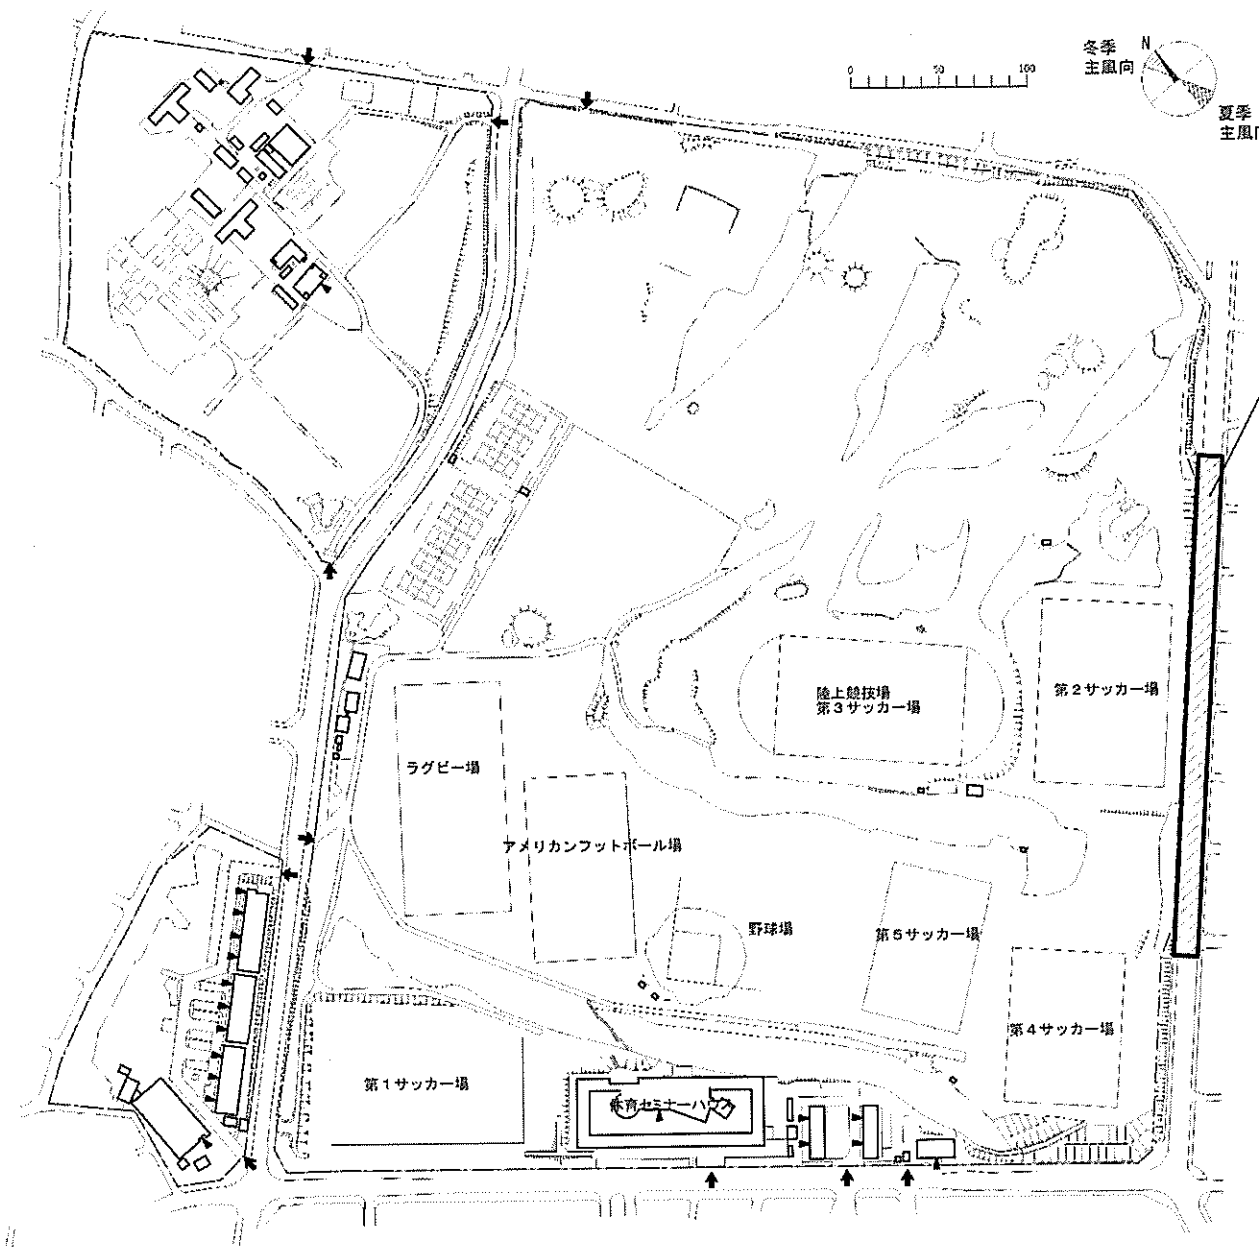 冬季
主風向
N
0 50 100
夏季
主風向
陸上競技場
第3サッカー場
第2サッカー場
ラグビー場
アメリカンフットボール場
野球場
第5サッカー場
第4サッカー場
第1サッカー場
体育セミナーハウス